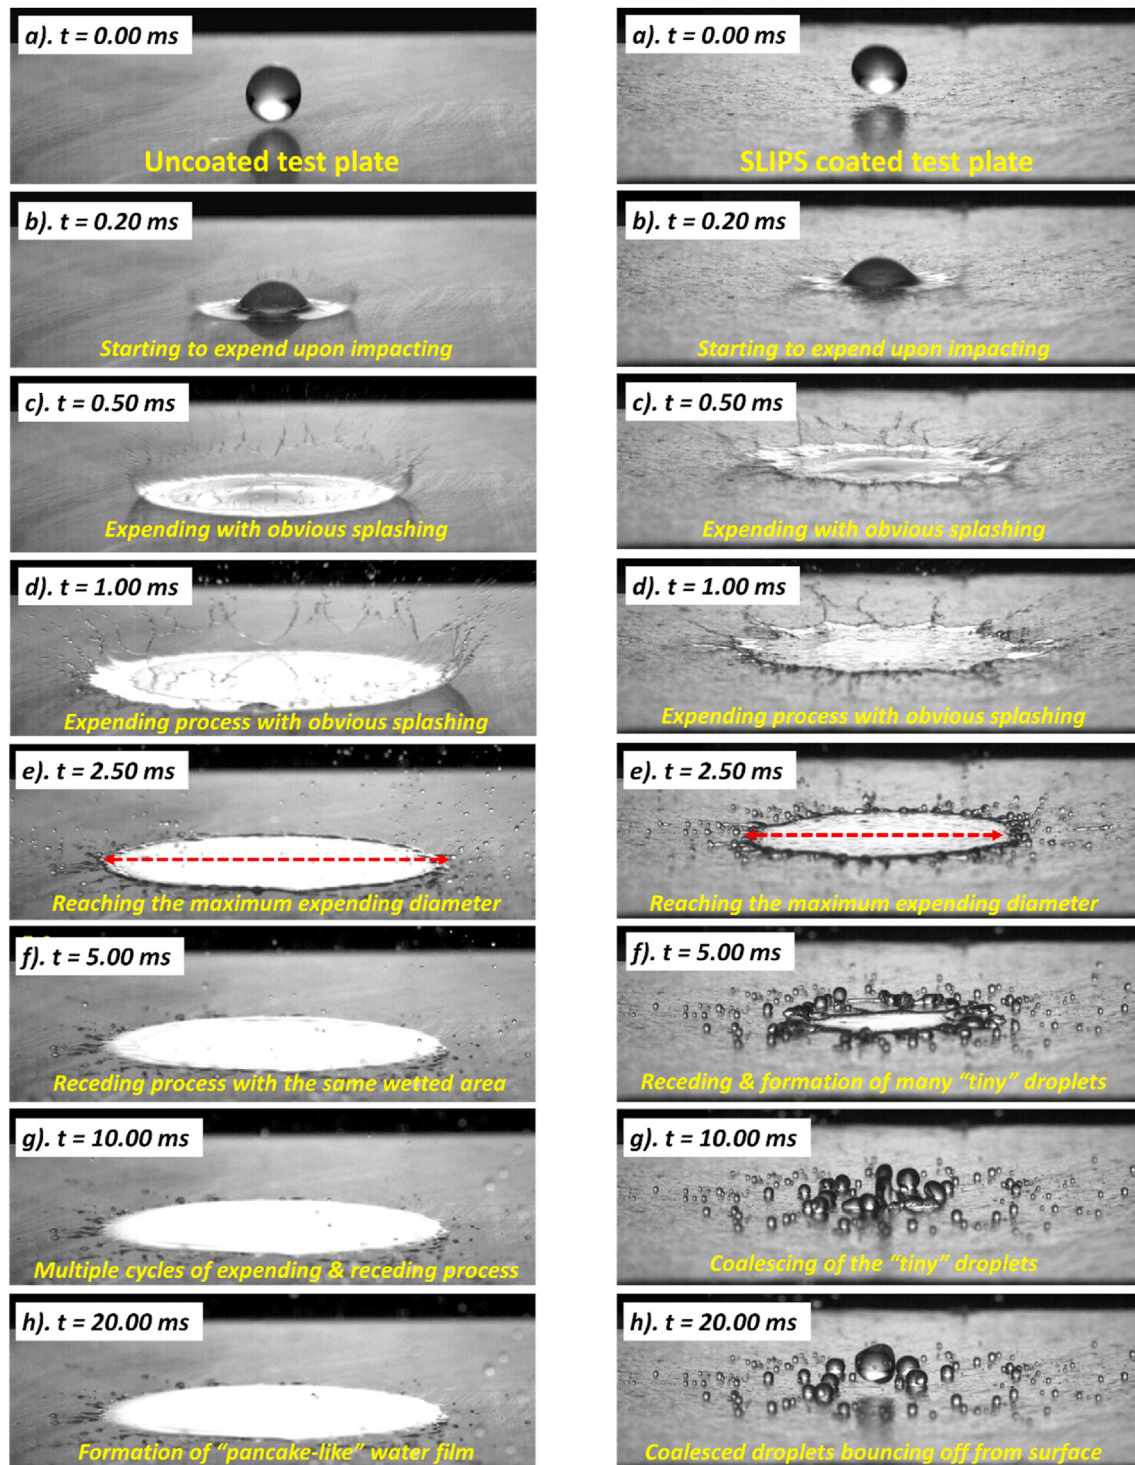 a). t = 0.00 ms
Uncoated test plate
b). t = 0.20 ms
Starting to expend upon impacting
c). t = 0.50 ms
Expending with obvious splashing
d). t = 1.00 ms
Expending process with obvious splashing
e). t = 2.50 ms
Reaching the maximum expending diameter
f). t = 5.00 ms
Receding process with the same wetted area
g). t = 10.00 ms
Multiple cycles of expending & receding process
h). t = 20.00 ms
Formation of “pancake-like” water film
a). t = 0.00 ms
SLIPS coated test plate
b). t = 0.20 ms
Starting to expend upon impacting
c). t = 0.50 ms
Expending with obvious splashing
d). t = 1.00 ms
Expending process with obvious splashing
e). t = 2.50 ms
Reaching the maximum expending diameter
f). t = 5.00 ms
Receding & formation of many “tiny” droplets
g). t = 10.00 ms
Coalescing of the “tiny” droplets
h). t = 20.00 ms
Coalesced droplets bouncing off from surface